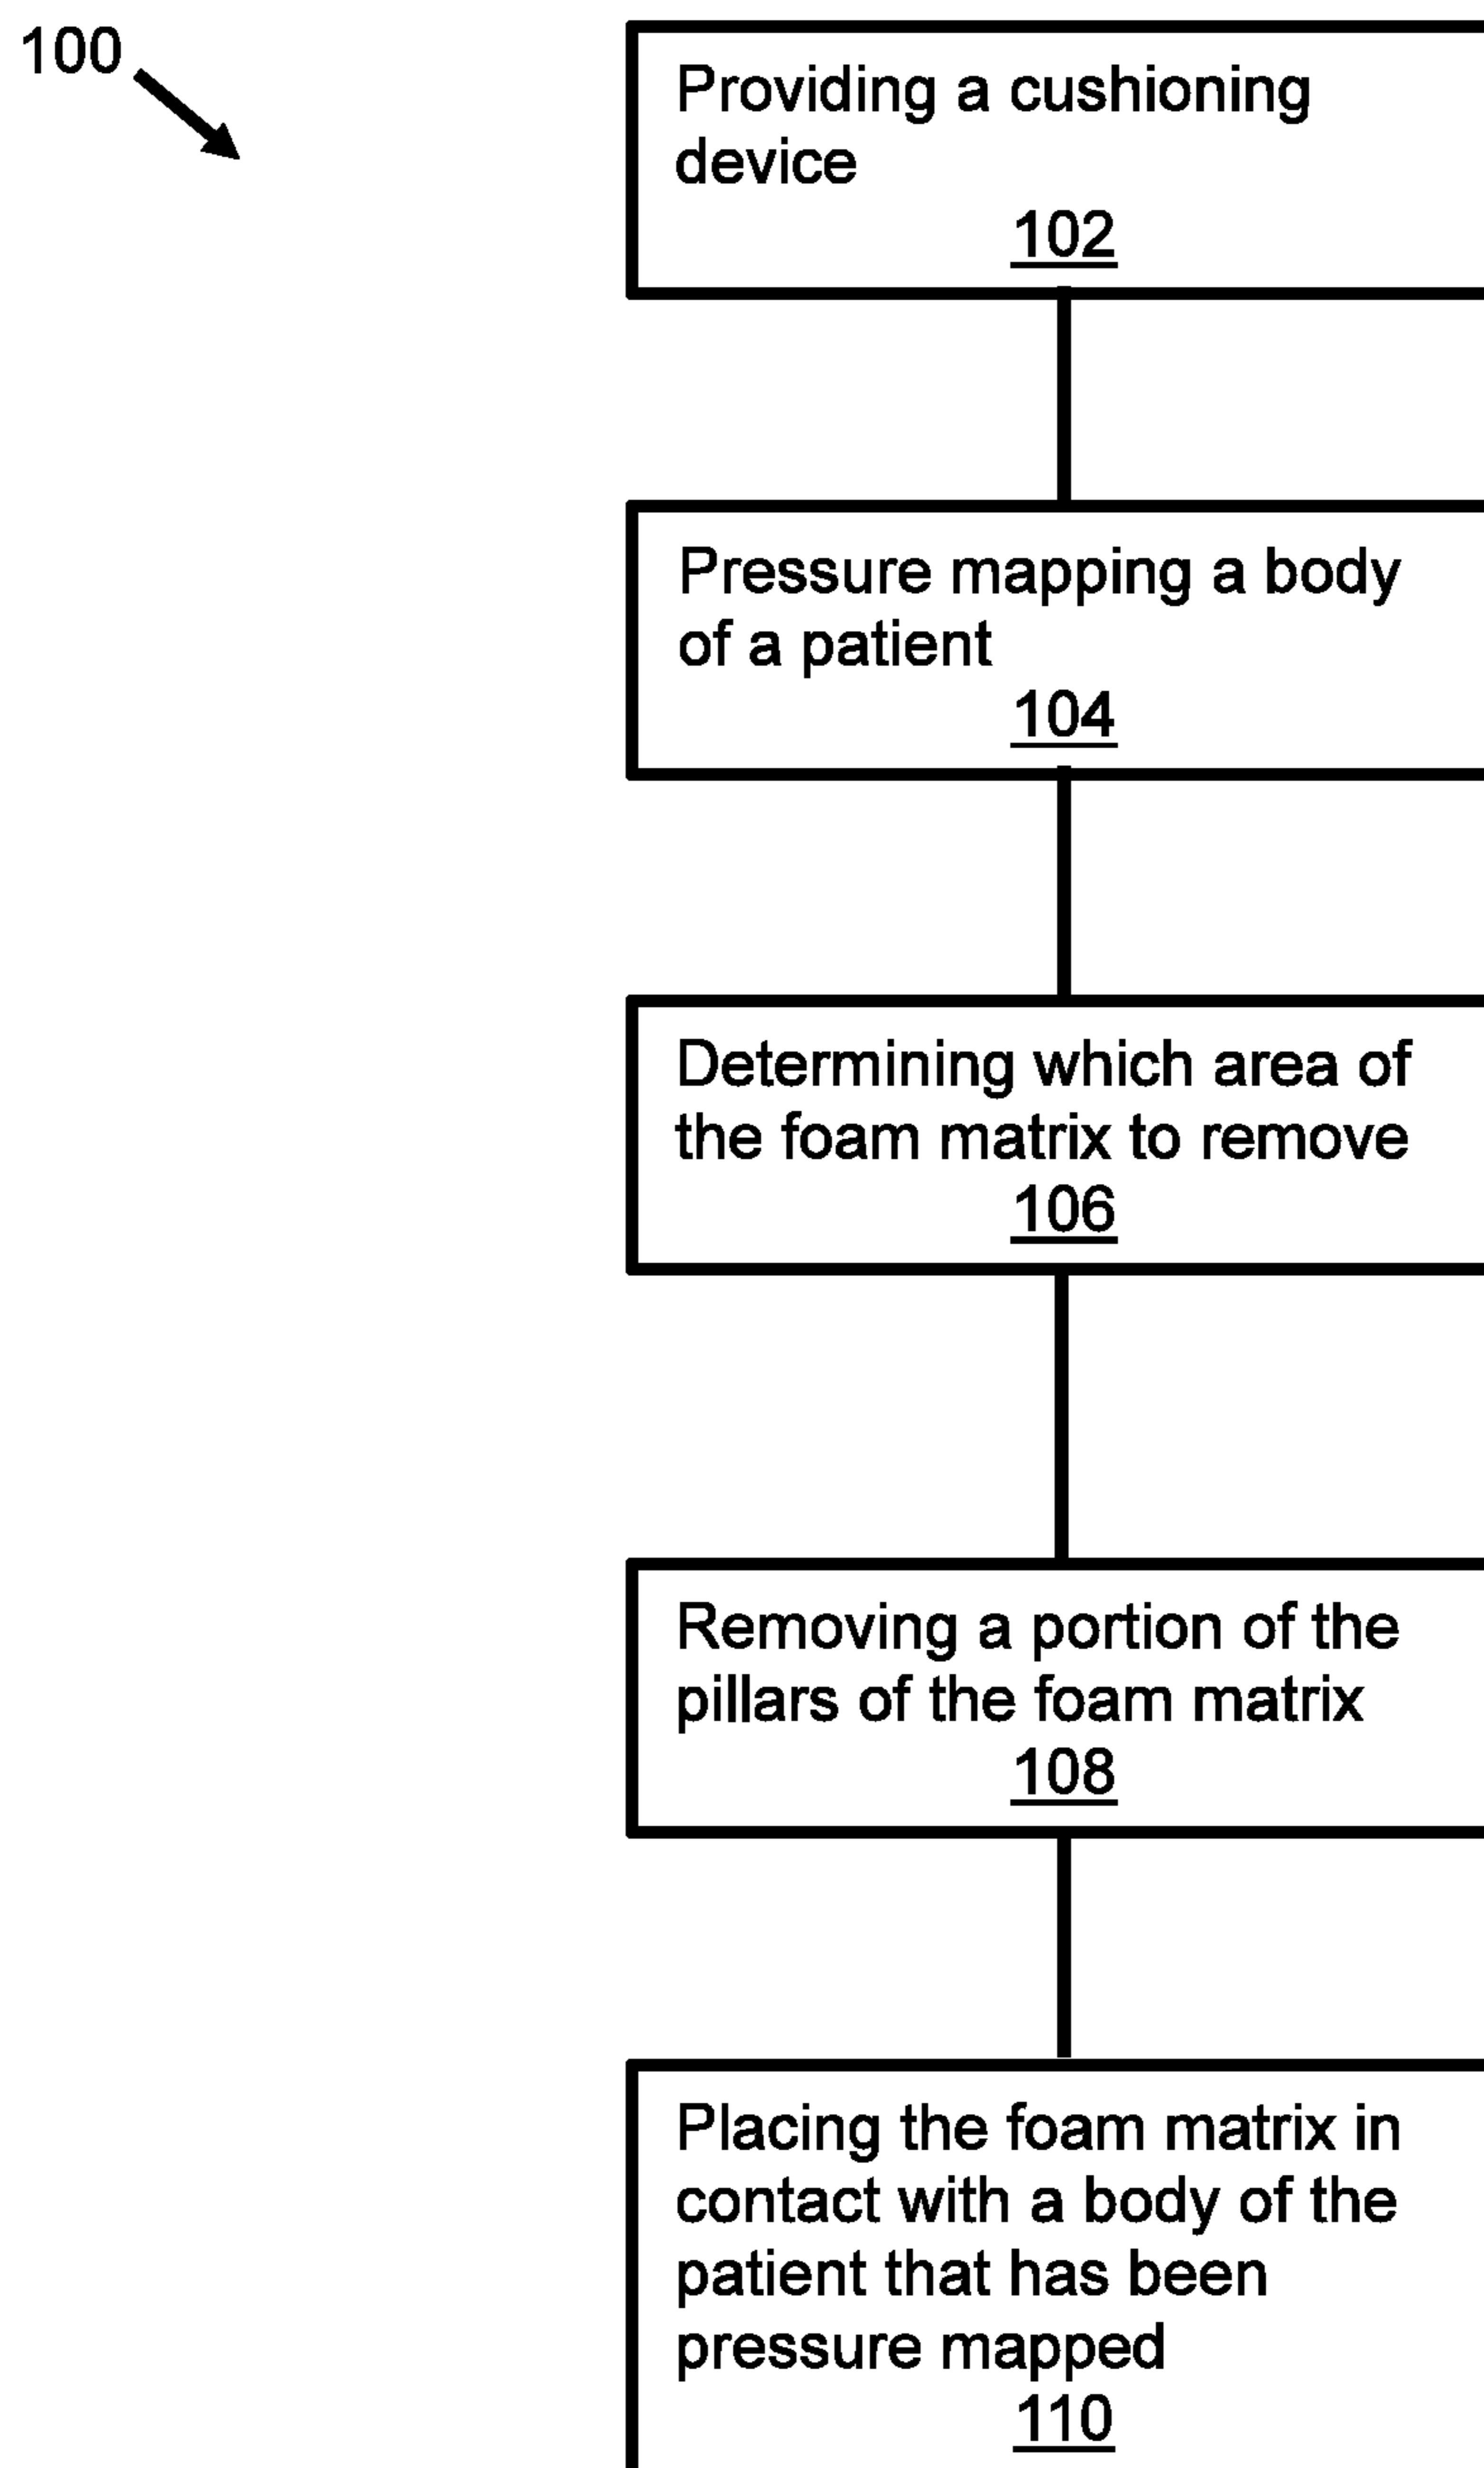 100
Providing a cushioning
device
102
Pressure mapping a body
of a patient
104
Determining which area of
the foam matrix to remove
106
Removing a portion of the
pillars of the foam matrix
108
Placing the foam matrix in
contact with a body of the
patient that has been
pressure mapped
110